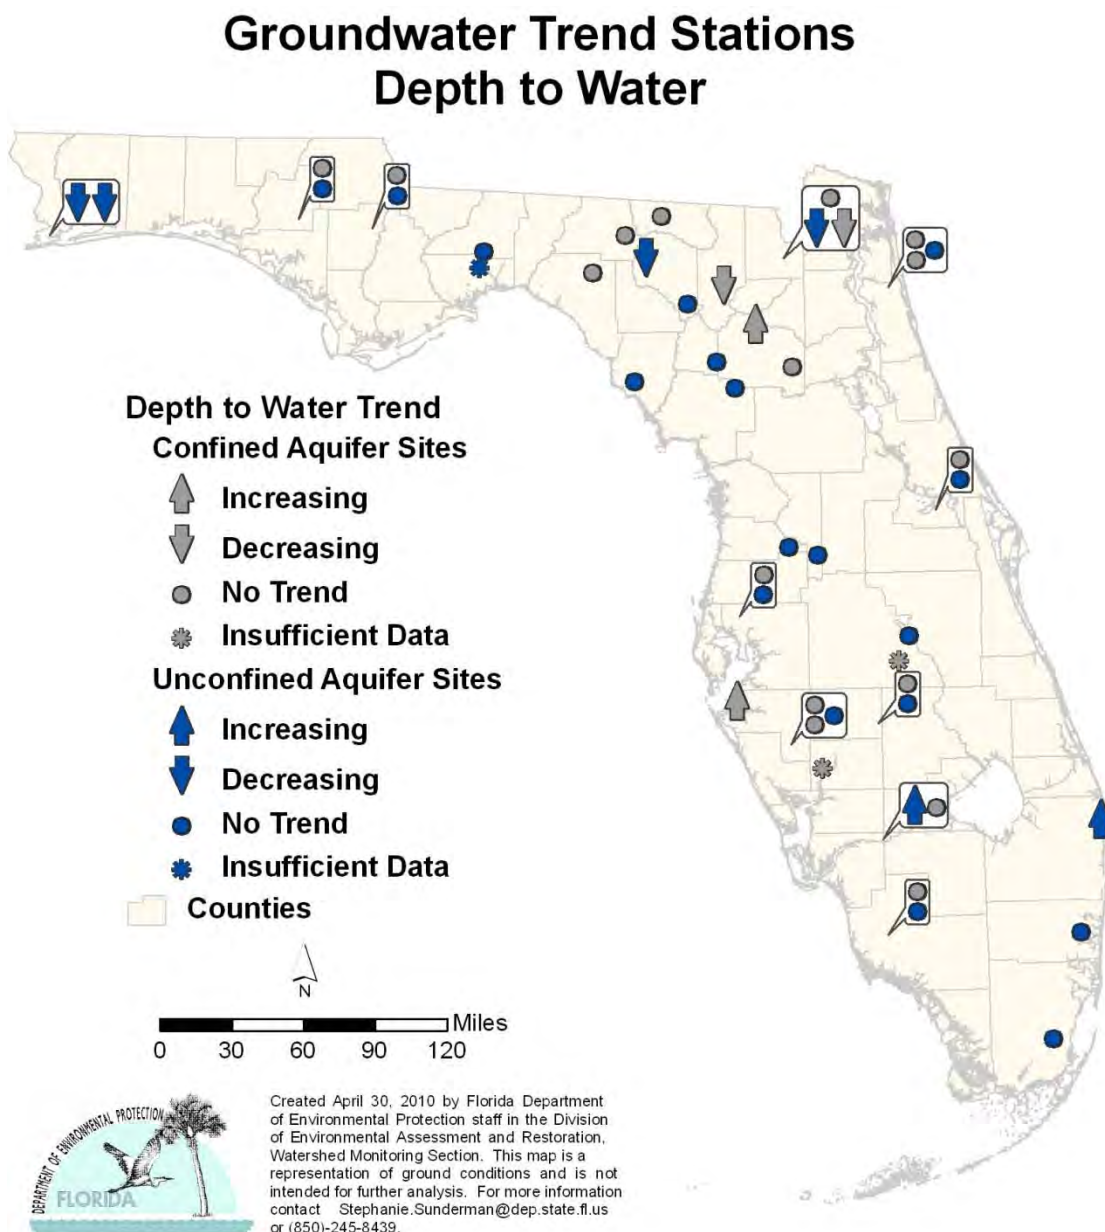 Groundwater Trend Stations
Depth to Water
Depth to Water Trend
Confined Aquifer Sites
Increasing
Decreasing
No Trend
Insufficient Data
Unconfined Aquifer Sites
Increasing
Decreasing
No Trend
Insufficient Data
Counties
N
Miles
0 30 60 90 120
DEPARTMENT OF ENVIRONMENTAL PROTECTION
FLORIDA
Created April 30, 2010 by Florida Department
of Environmental Protection staff in the Division
of Environmental Assessment and Restoration,
Watershed Monitoring Section. This map is a
representation of ground conditions and is not
intended for further analysis. For more information
contact Stephanie.Sunderman@dep.state.fl.us
or (850)-245-8439.